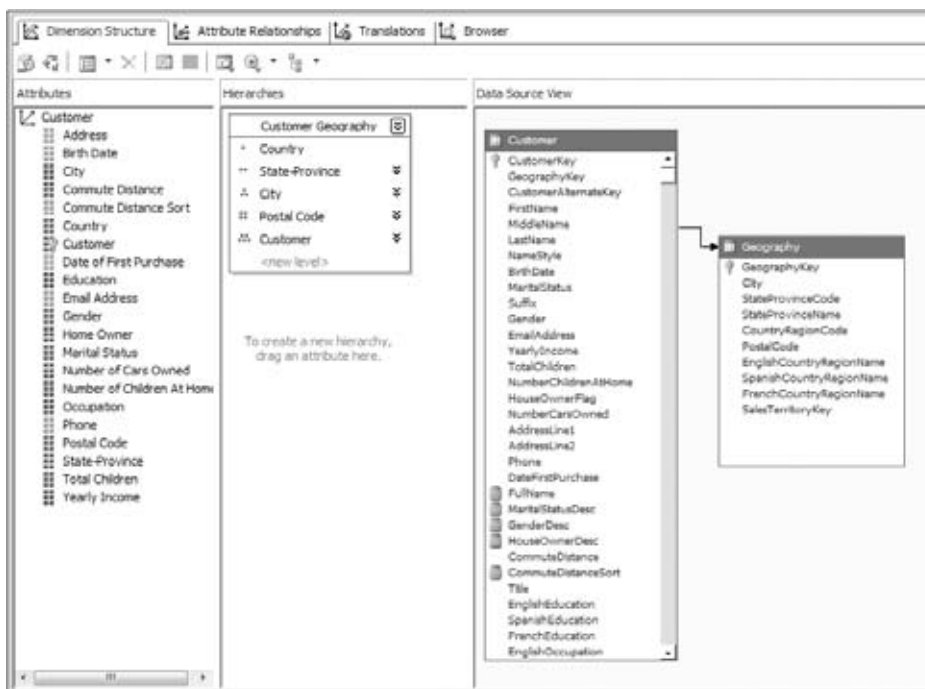 Dimension Structure
Attribute Relationships
Translations
Browser
Attributes
Customer
Address
Birth Date
City
Commute Distance
Commute Distance Sort
Country
Customer
Date of First Purchase
Education
Email Address
Gender
Home Owner
Marital Status
Number of Cars Owned
Number of Children At Home
Occupation
Phone
Postal Code
State-Province
Total Children
Yearly Income
Hierarchies
Customer Geography
Country
State-Province
City
Postal Code
Customer
<new level>
To create a new hierarchy,
drag an attribute here.
Data Source View
Customer
CustomerKey
GeographyKey
CustomerAlternateKey
FirstName
MiddleName
LastName
NameStyle
BirthDate
MaritalStatus
Suffix
Gender
EmailAddress
YearlyIncome
TotalChildren
NumberChildrenAtHome
HouseOwnerFlag
NumberCarsOwned
AddressLine1
AddressLine2
Phone
DateFirstPurchase
FullName
MaritalStatusDesc
GenderDesc
HouseOwnerDesc
CommuteDistance
CommuteDistanceSort
Title
EnglishEducation
SpanishEducation
FrenchEducation
EnglishOccupation
Geography
GeographyKey
City
StateProvinceCode
StateProvinceName
CountryRegionCode
PostalCode
EnglishCountryRegionName
SpanishCountryRegionName
FrenchCountryRegionName
SalesTerritoryKey